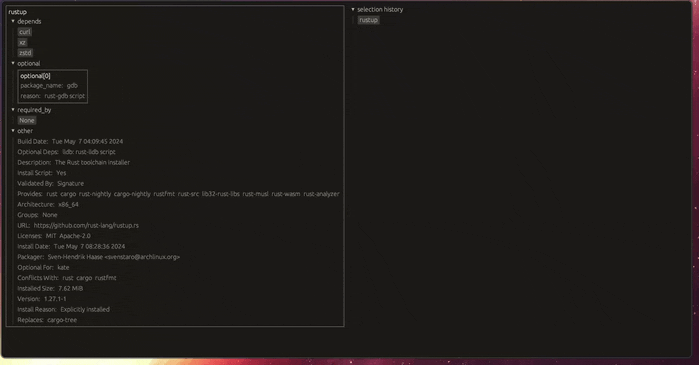 rustup
depends
curl
xz
zstd
optional
optional[0]
package_name: gdb
reason: rust-gdb script
required_by
None
other
Build Date: Tue May 7 04:09:45 2024
Optional Deps: lldb: rust-lldb script
Description: The Rust toolchain installer
Install Script: Yes
Validated By: Signature
Provides: rust cargo rust-nightly cargo-nightly rustfmt rust-src lib32-rust-libs rust-musl rust-wasm rust-analyzer
Architecture: x86_64
Groups: None
URL: https://github.com/rust-lang/rustup.rs
Licenses: MIT Apache-2.0
Install Date: Tue May 7 08:28:36 2024
Packager: Sven-Hendrik Haase <svenstaro@archlinux.org>
Optional For: kate
Conflicts With: rust cargo rustfmt
Installed Size: 7.62 MiB
Version: 1.27.1-1
Install Reason: Explicitly installed
Replaces: cargo-tree
selection history
rustup